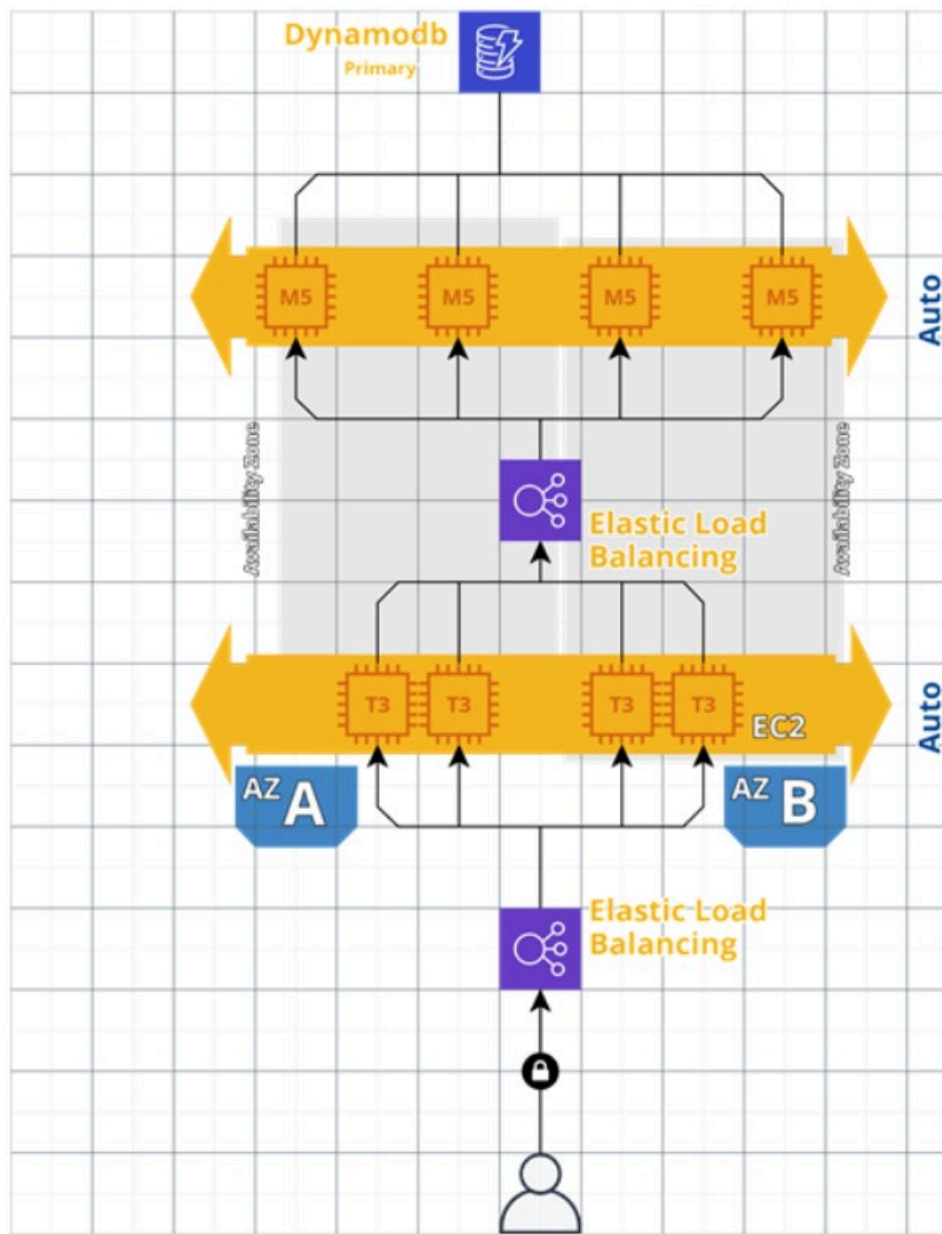 Dynamodb
Primary
M5
M5
M5
M5
Auto
Availability Zone
Availability Zone
Elastic Load
Balancing
T3
T3
T3
T3
EC2
Auto
AZ A
AZ B
Elastic Load
Balancing